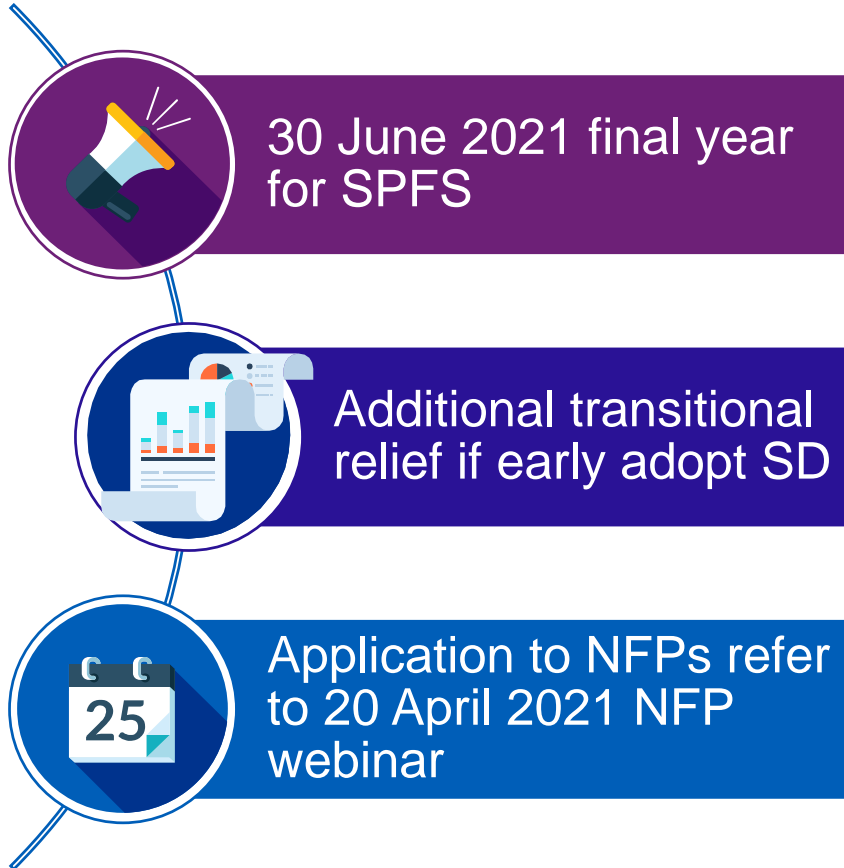 30 June 2021 final year
for SPFS
Additional transitional
relief if early adopt SD
25
Application to NFPs refer
to 20 April 2021 NFP
webinar